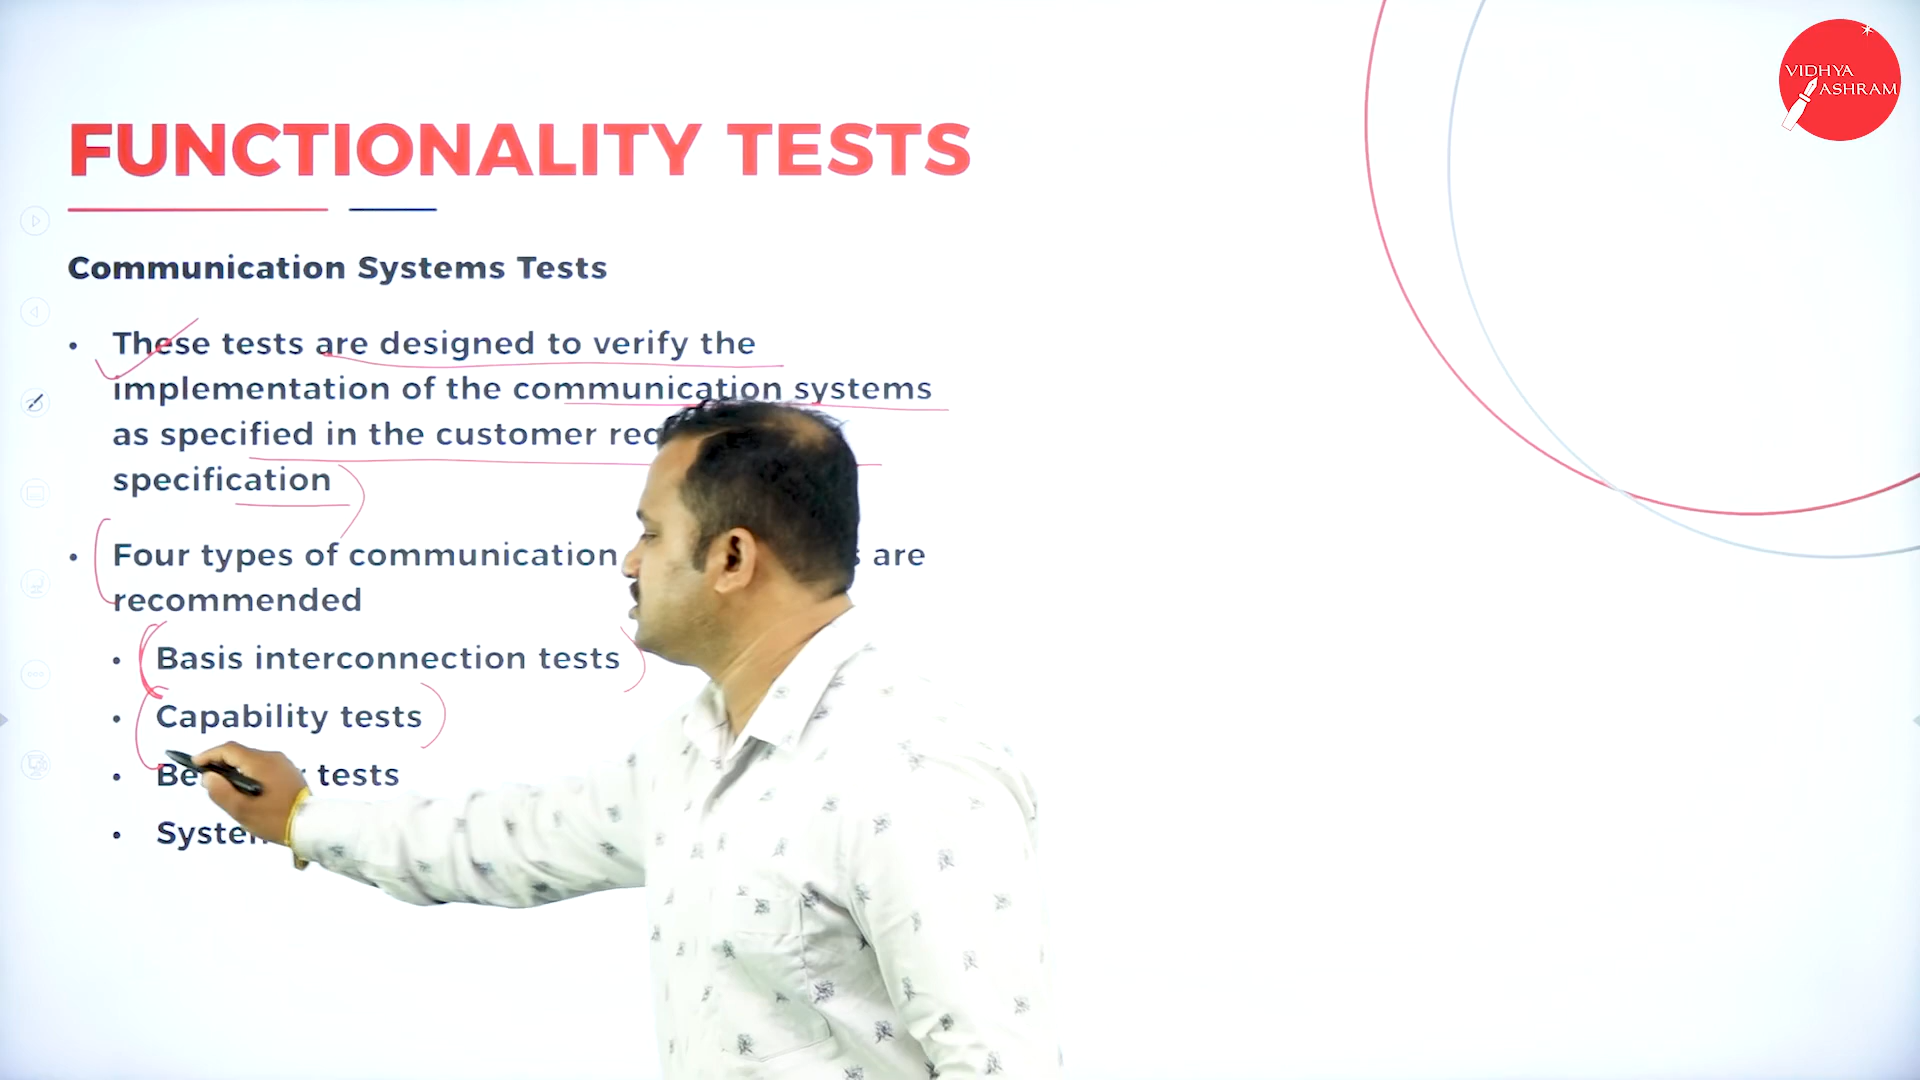 VIDHYA
ASHRAM
FUNCTIONALITY TESTS
Communication Systems Tests
• These tests are designed to verify the
implementation of the communication systems
as specified in the customer
specification
• Four types of communication are
recommended
• Basis interconnection tests
• Capability tests
• tests
•